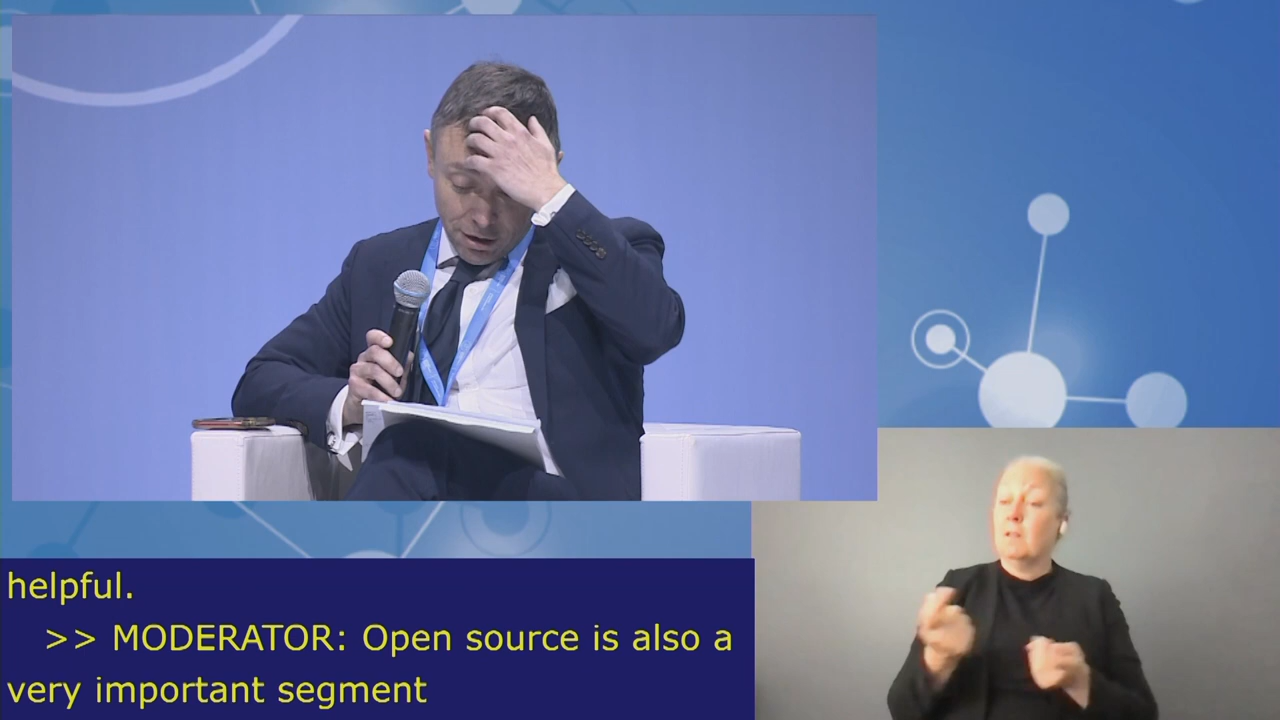 helpful.
>> MODERATOR: Open source is also a
very important segment